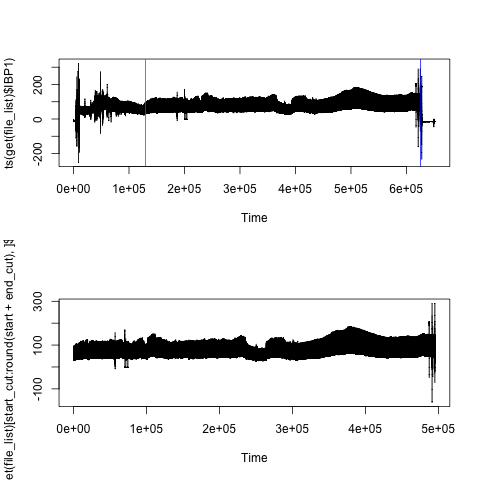 ts(get(file_list)$IBP1)
200
0
-200
0e+00 1e+05 2e+05 3e+05 4e+05 5e+05 6e+05
Time
et(file_list)[start_cut:round(start + end_cut), ]
300
100
-100
0e+00 1e+05 2e+05 3e+05 4e+05 5e+05
Time